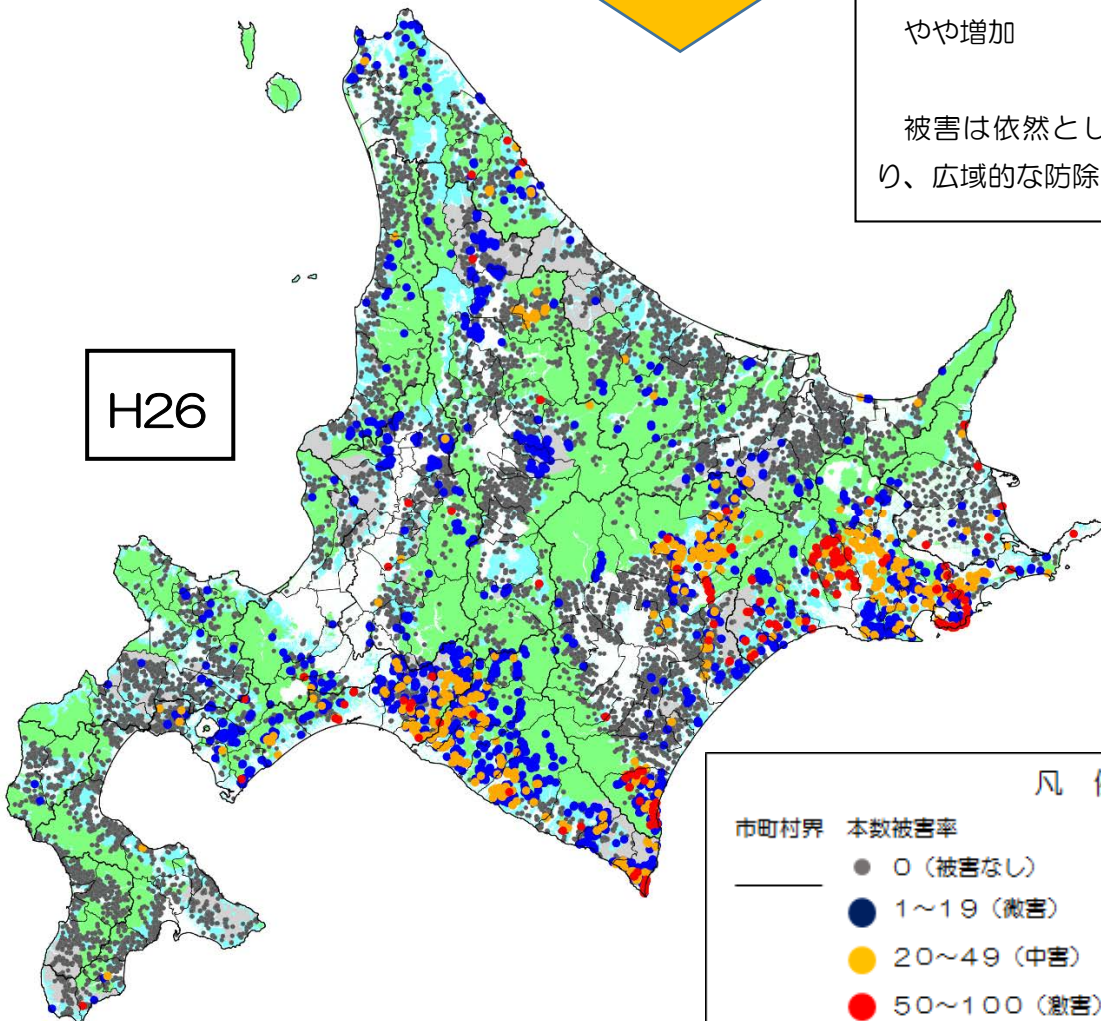 やや増加
被害は依然とし
り、広域的な防除
H26
凡
市町村界 本数被害率
0（被害なし）
1～19（微害）
20～49（中害）
50～100（激害）